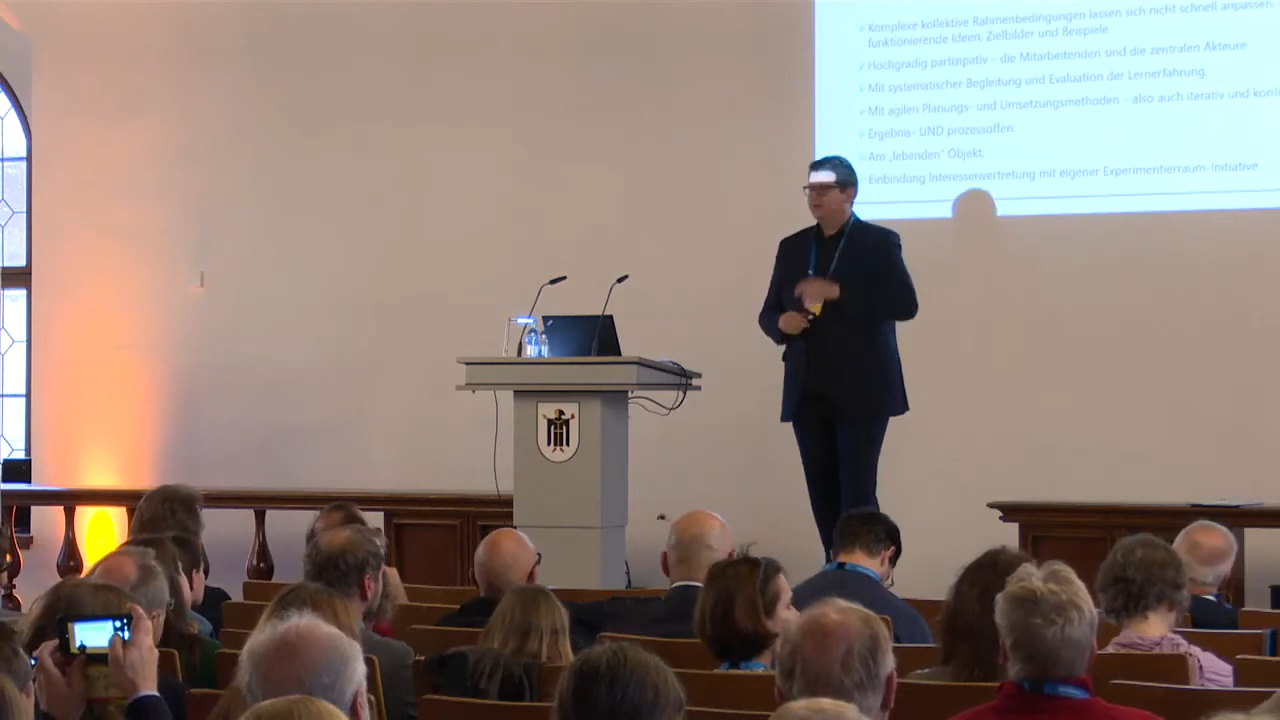 Komplexe kollektive Rahmenbedingungen lassen sich nicht schnell anpassen.
funktionierende Ideen, Zielbilder und Beispiele
Hochgradig partizipativ – die Mitarbeitenden sind die zentralen Akteure.
Mit systematischer Begleitung und Evaluation der Lernerfahrung.
Mit agilen Planungs- und Umsetzungsmethoden – also auch iterativ und konti
Ergebnis- UND prozessoffen.
Am „lebenden" Objekt.
Einbindung Interessenvertretung mit eigener Experimentierraum-Initiative